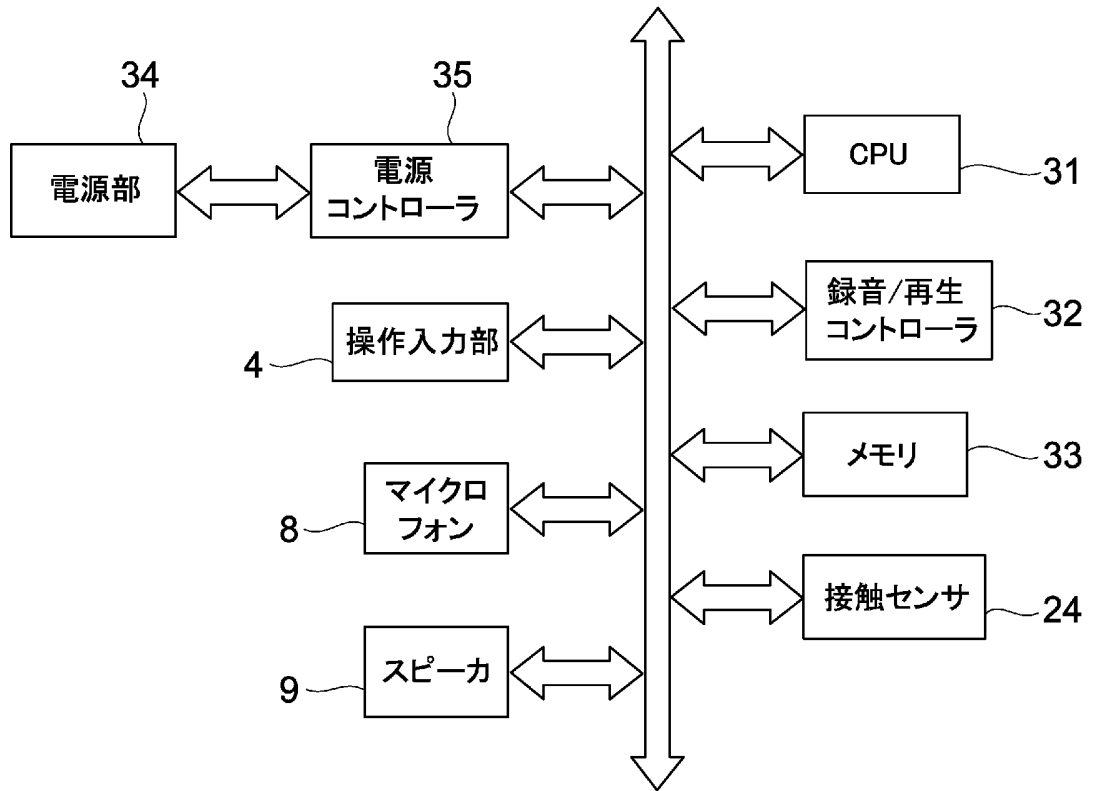 34
35
電源部
電源
コントローラ
CPU
31
操作入力部
4
録音/再生
コントローラ
32
マイクロ
フォン
8
メモリ
33
スピーカ
9
接触センサ
24